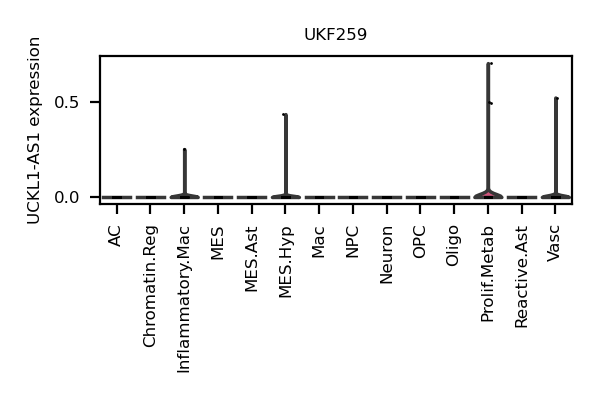 UKF259
UCKL1-AS1 expression
0.5
0.0
AC
Chromatin.Reg
Inflammatory.Mac
MES
MES.Ast
MES.Hyp
Mac
NPC
Neuron
OPC
Oligo
Prolif.Metab
Reactive.Ast
Vasc